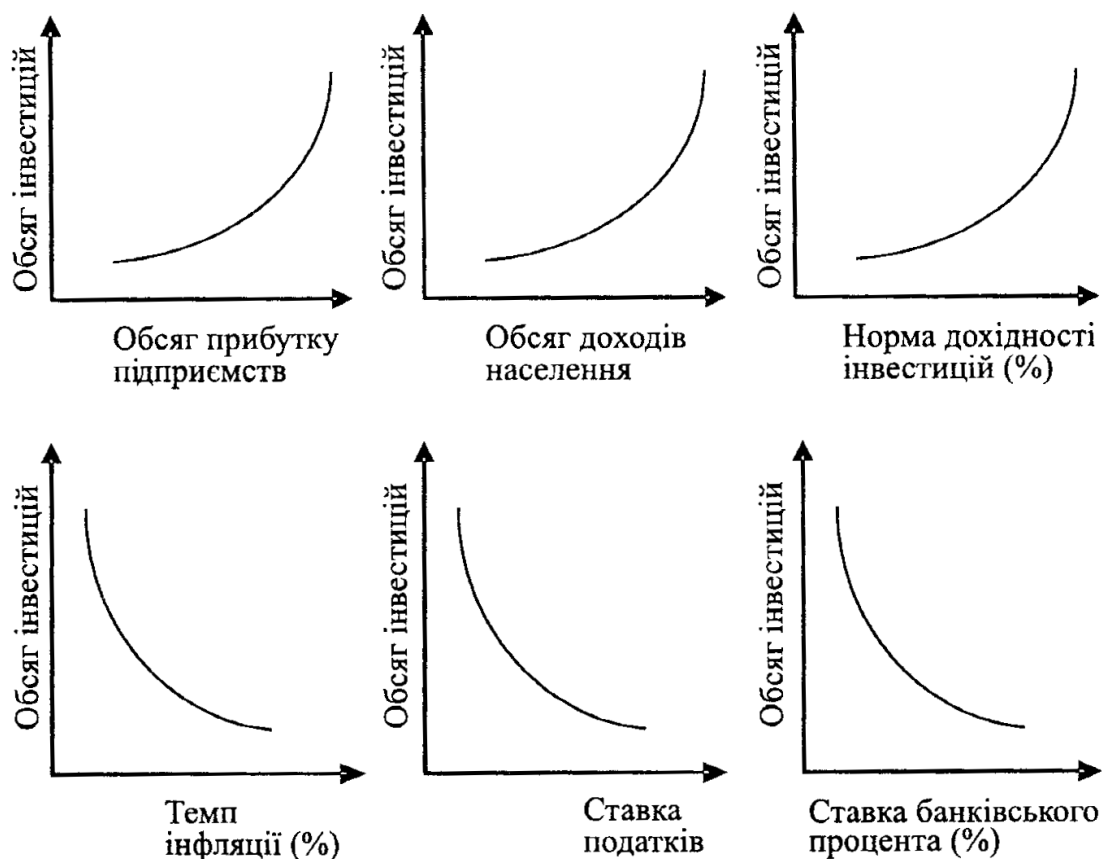 Обсяг інвестицій
Обсяг прибутку
підприємств
Обсяг інвестицій
Обсяг доходів
населення
Обсяг інвестицій
Норма дохідності
інвестицій (%)
Обсяг інвестицій
Темп
інфляції (%)
Обсяг інвестицій
Ставка
податків
Обсяг інвестицій
Ставка банківського
процента (%)